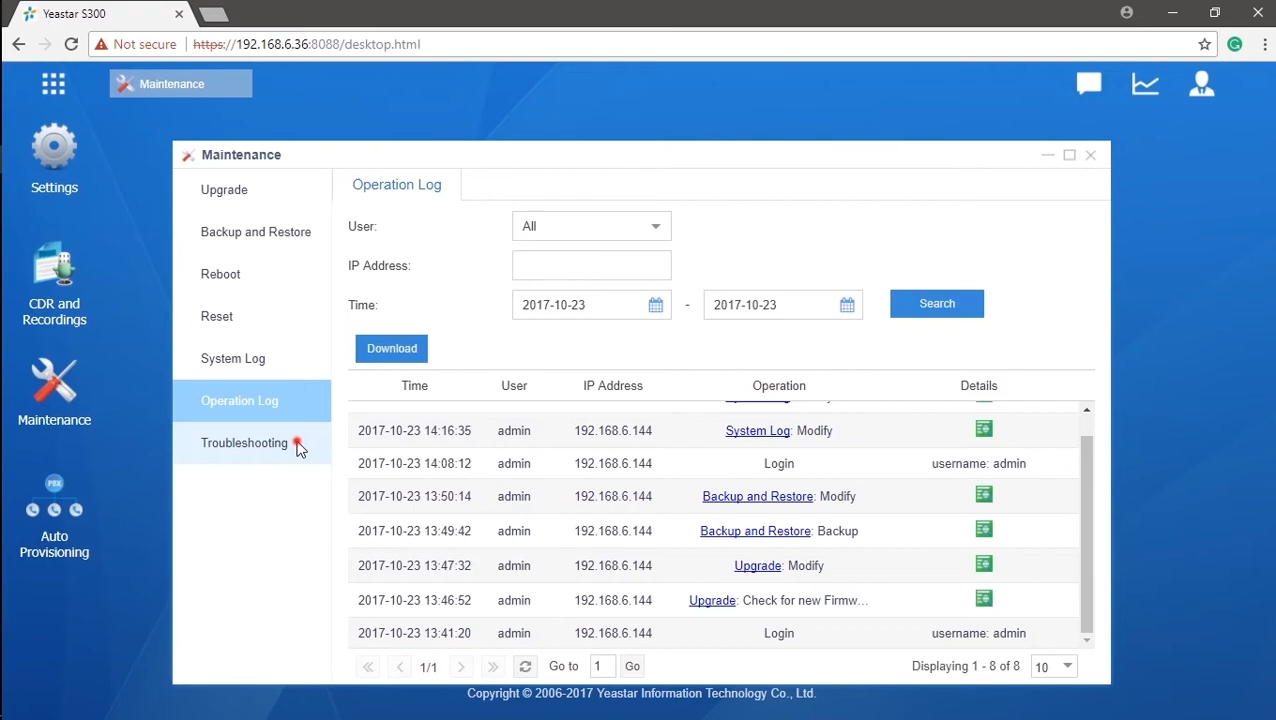 Yeastar S300
Not secure https://192.168.6.36:8088/desktop.html
Maintenance
Settings
CDR and
Recordings
Maintenance
PBX
Auto
Provisioning
Maintenance
Upgrade
Backup and Restore
Reboot
Reset
System Log
Operation Log
Troubleshooting
Operation Log
User: All
IP Address:
Time: 2017-10-23 - 2017-10-23 Search
Download
Time User IP Address Operation Details
2017-10-23 14:16:35 admin 192.168.6.144 System Log: Modify
2017-10-23 14:08:12 admin 192.168.6.144 Login username: admin
2017-10-23 13:50:14 admin 192.168.6.144 Backup and Restore: Modify
2017-10-23 13:49:42 admin 192.168.6.144 Backup and Restore: Backup
2017-10-23 13:47:32 admin 192.168.6.144 Upgrade: Modify
2017-10-23 13:46:52 admin 192.168.6.144 Upgrade: Check for new Firmw...
2017-10-23 13:41:20 admin 192.168.6.144 Login username: admin
1/1 Go to 1 Go Displaying 1 - 8 of 8 10
Copyright © 2006-2017 Yeastar Information Technology Co., Ltd.